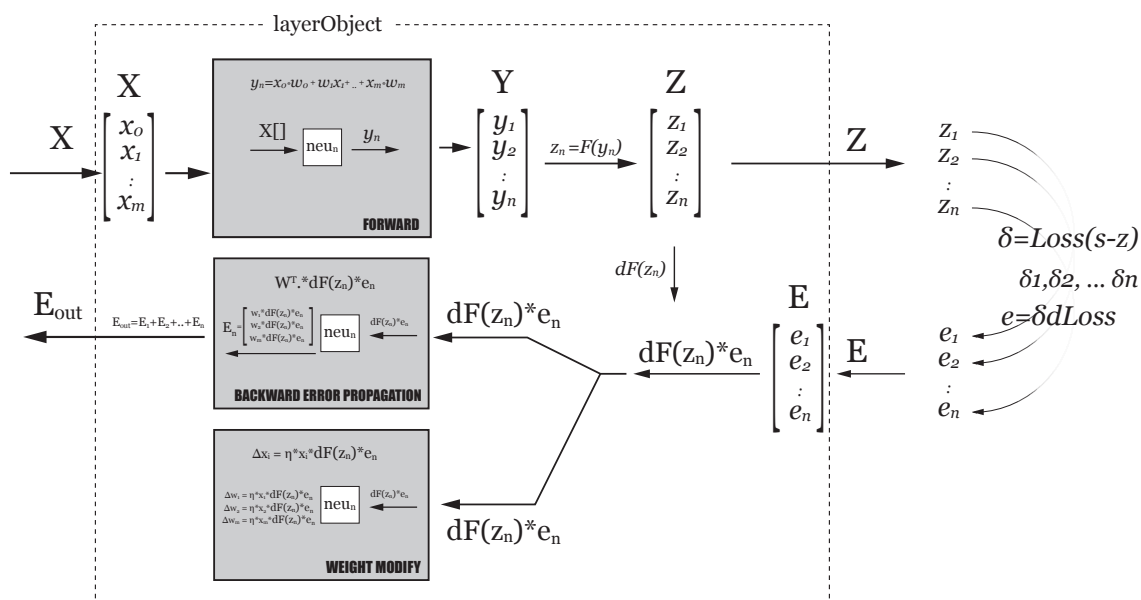 layerObject
X
X
x₀
x₁
:
xₘ
yₙ=x₀*w₀+w₁x₁+..+xₘ*wₘ
X[]
neuₙ
yₙ
FORWARD
Y
y₁
y₂
:
yₙ
zₙ=F(yₙ)
Z
z₁
z₂
:
zₙ
Z
z₁
z₂
:
zₙ
δ=Loss(s-z)
δ1,δ2, ... δn
e=δdLoss
dF(zₙ)
E_out
E_out=E₁+E₂+..+Eₙ
Wᵀ.*dF(zₙ)*eₙ
Eₙ=
w₁*dF(zₙ)*eₙ
w₂*dF(zₙ)*eₙ
wₘ*dF(zₙ)*eₙ
neuₙ
dF(zₙ)*eₙ
BACKWARD ERROR PROPAGATION
dF(zₙ)*eₙ
dF(zₙ)*eₙ
E
e₁
e₂
:
eₙ
E
e₁
e₂
:
eₙ
Δxᵢ = η*xᵢ*dF(zₙ)*eₙ
Δw₁ = η*x₁*dF(zₙ)*eₙ
Δw₂ = η*x₂*dF(zₙ)*eₙ
Δwₘ = η*xₘ*dF(zₙ)*eₙ
neuₙ
dF(zₙ)*eₙ
WEIGHT MODIFY
dF(zₙ)*eₙ